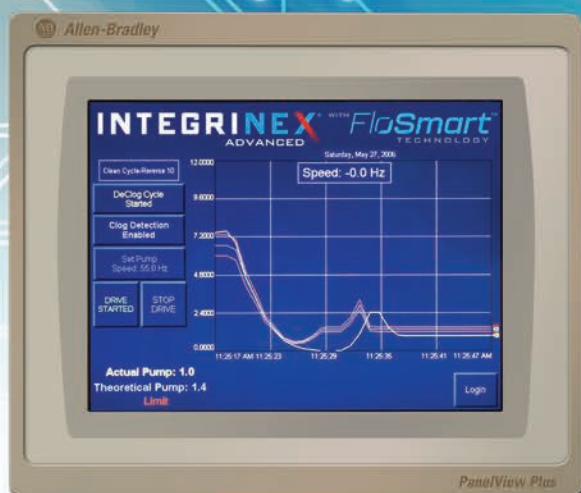 Allen-Bradley
INTEGRINEX WITH FloSmart™
ADVANCED TECHNOLOGY
Saturday, May 27, 2006
Clean Cycle-Reverse 10
12.0000
Speed: -0.0 Hz
DeClog Cycle
Started
9.6000
Clog Detection
Enabled
7.2000
Set Pump
Speed: 55.0 Hz
4.8000
DRIVE
STARTED
STOP
DRIVE
2.4000
0.0000
11:25:17 AM 11:25:23 11:25:29 11:25:35 11:25:41 11:25:47 AM
Actual Pump: 1.0
Theoretical Pump: 1.4
Limit
Login
PanelView Plus